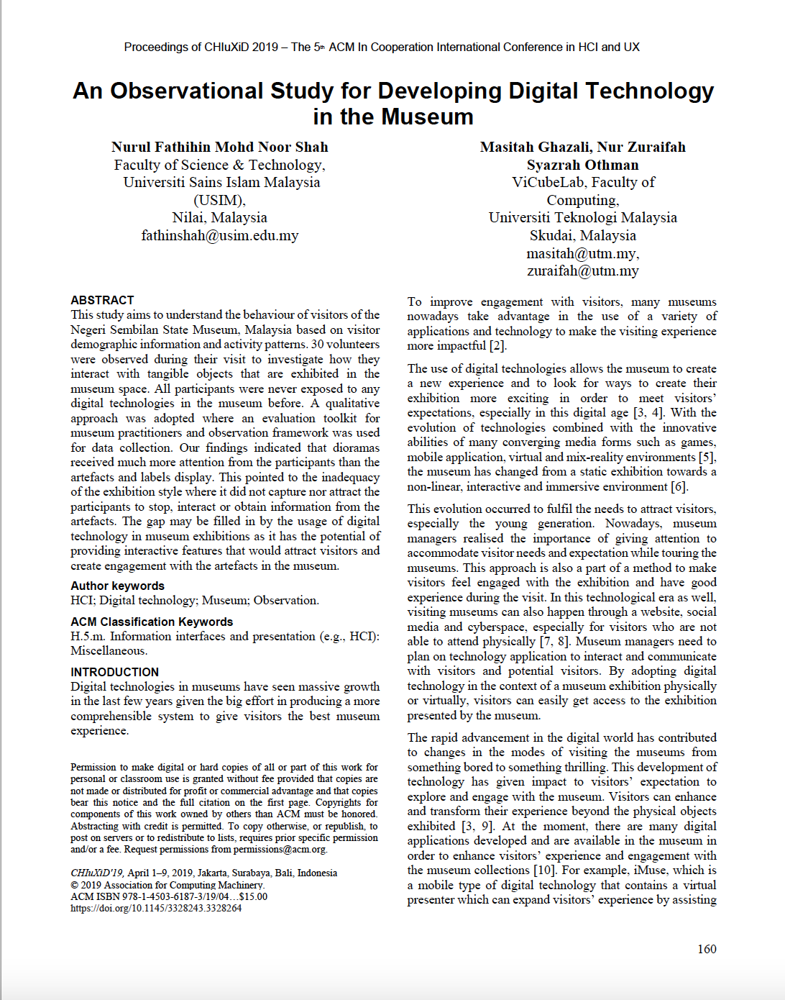 Proceedings of CHIuXiD 2019 – The 5th ACM In Cooperation International Conference in HCI and UX
An Observational Study for Developing Digital Technology
in the Museum
Nurul Fathihin Mohd Noor Shah
Faculty of Science & Technology,
Universiti Sains Islam Malaysia
(USIM),
Nilai, Malaysia
fathinshah@usim.edu.my
Masitah Ghazali, Nur Zuraifah
Syazrah Othman
ViCubeLab, Faculty of
Computing,
Universiti Teknologi Malaysia
Skudai, Malaysia
masitah@utm.my,
zuraifah@utm.my
ABSTRACT
This study aims to understand the behaviour of visitors of the
Negeri Sembilan State Museum, Malaysia based on visitor
demographic information and activity patterns. 30 volunteers
were observed during their visit to investigate how they
interact with tangible objects that are exhibited in the
museum space. All participants were never exposed to any
digital technologies in the museum before. A qualitative
approach was adopted where an evaluation toolkit for
museum practitioners and observation framework was used
for data collection. Our findings indicated that dioramas
received much more attention from the participants than the
artefacts and labels display. This pointed to the inadequacy
of the exhibition style where it did not capture nor attract the
participants to stop, interact or obtain information from the
artefacts. The gap may be filled in by the usage of digital
technology in museum exhibitions as it has the potential of
providing interactive features that would attract visitors and
create engagement with the artefacts in the museum.
Author keywords
HCI; Digital technology; Museum; Observation.
ACM Classification Keywords
H.5.m. Information interfaces and presentation (e.g., HCI):
Miscellaneous.
INTRODUCTION
Digital technologies in museums have seen massive growth
in the last few years given the big effort in producing a more
comprehensible system to give visitors the best museum
experience.
Permission to make digital or hard copies of all or part of this work for
personal or classroom use is granted without fee provided that copies are
not made or distributed for profit or commercial advantage and that copies
bear this notice and the full citation on the first page. Copyrights for
components of this work owned by others than ACM must be honored.
Abstracting with credit is permitted. To copy otherwise, or republish, to
post on servers or to redistribute to lists, requires prior specific permission
and/or a fee. Request permissions from permissions@acm.org.
CHIuXiD'19, April 1–9, 2019, Jakarta, Surabaya, Bali, Indonesia
© 2019 Association for Computing Machinery.
ACM ISBN 978-1-4503-6187-3/19/04…$15.00
https://doi.org/10.1145/3328243.3328264
To improve engagement with visitors, many museums
nowadays take advantage in the use of a variety of
applications and technology to make the visiting experience
more impactful [2].
The use of digital technologies allows the museum to create
a new experience and to look for ways to create their
exhibition more exciting in order to meet visitors'
expectations, especially in this digital age [3, 4]. With the
evolution of technologies combined with the innovative
abilities of many converging media forms such as games,
mobile application, virtual and mix-reality environments [5],
the museum has changed from a static exhibition towards a
non-linear, interactive and immersive environment [6].
This evolution occurred to fulfil the needs to attract visitors,
especially the young generation. Nowadays, museum
managers realised the importance of giving attention to
accommodate visitor needs and expectation while touring the
museums. This approach is also a part of a method to make
visitors feel engaged with the exhibition and have good
experience during the visit. In this technological era as well,
visiting museums can also happen through a website, social
media and cyberspace, especially for visitors who are not
able to attend physically [7, 8]. Museum managers need to
plan on technology application to interact and communicate
with visitors and potential visitors. By adopting digital
technology in the context of a museum exhibition physically
or virtually, visitors can easily get access to the exhibition
presented by the museum.
The rapid advancement in the digital world has contributed
to changes in the modes of visiting the museums from
something bored to something thrilling. This development of
technology has given impact to visitors' expectation to
explore and engage with the museum. Visitors can enhance
and transform their experience beyond the physical objects
exhibited [3, 9]. At the moment, there are many digital
applications developed and are available in the museum in
order to enhance visitors' experience and engagement with
the museum collections [10]. For example, iMuse, which is
a mobile type of digital technology that contains a virtual
presenter which can expand visitors' experience by assisting
160